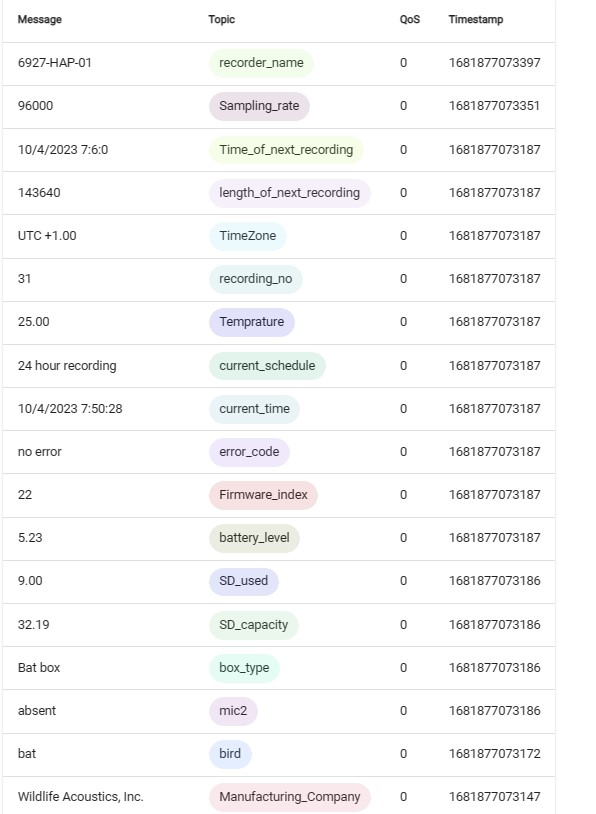 Message Topic QoS Timestamp
6927-HAP-01 recorder_name 0 1681877073397
96000 Sampling_rate 0 1681877073351
10/4/2023 7:6:0 Time_of_next_recording 0 1681877073187
143640 length_of_next_recording 0 1681877073187
UTC +1.00 TimeZone 0 1681877073187
31 recording_no 0 1681877073187
25.00 Temprature 0 1681877073187
24 hour recording current_schedule 0 1681877073187
10/4/2023 7:50:28 current_time 0 1681877073187
no error error_code 0 1681877073187
22 Firmware_index 0 1681877073187
5.23 battery_level 0 1681877073187
9.00 SD_used 0 1681877073186
32.19 SD_capacity 0 1681877073186
Bat box box_type 0 1681877073186
absent mic2 0 1681877073186
bat bird 0 1681877073172
Wildlife Acoustics, Inc. Manufacturing_Company 0 1681877073147